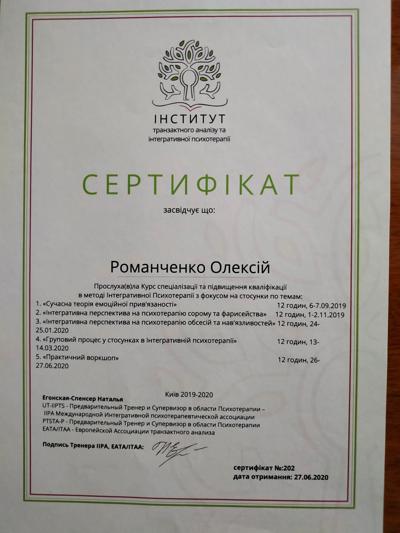 ІНСТИТУТ
транзактного аналізу та
інтегративної психотерапії
СЕРТИФІКАТ
засвідчує що:
Романченко Олексій
Прослуха(в)ла Курс спеціалізації та підвищення кваліфікації
в методі Інтегративної Психотерапії з фокусом на стосунки по темам:
1. «Сучасна теорія емоційної прив'язаності» 12 годин, 6-7.09.2019
2. «Інтегративна перспектива на психотерапію сорому та фарисейства» 12 годин, 1-2.11.2019
3. «Інтегративна перспектива на психотерапію обсесій та нав'язливостей» 12 годин, 24-
25.01.2020
4. «Груповий процес у стосунках в Інтегративній психотерапії» 12 годин, 13-
14.03.2020
5. «Практичний воркшоп» 12 годин, 26-
27.06.2020
Київ 2019-2020
Егонская-Спенсер Наталья
UT-IIPTS - Предварительный Тренер и Супервизор в области Психотерапии –
IIPA Международной Интегративной психотерапевтической ассоциации
PTSTA-P - Предварительный Тренер и Супервизор в области Психотерапии
EATA/ITAA - Европейской Ассоциации транзактного анализа
Подпись Тренера IIPA, EATA/ITAA:
сертифікат №:202
дата отримання: 27.06.2020